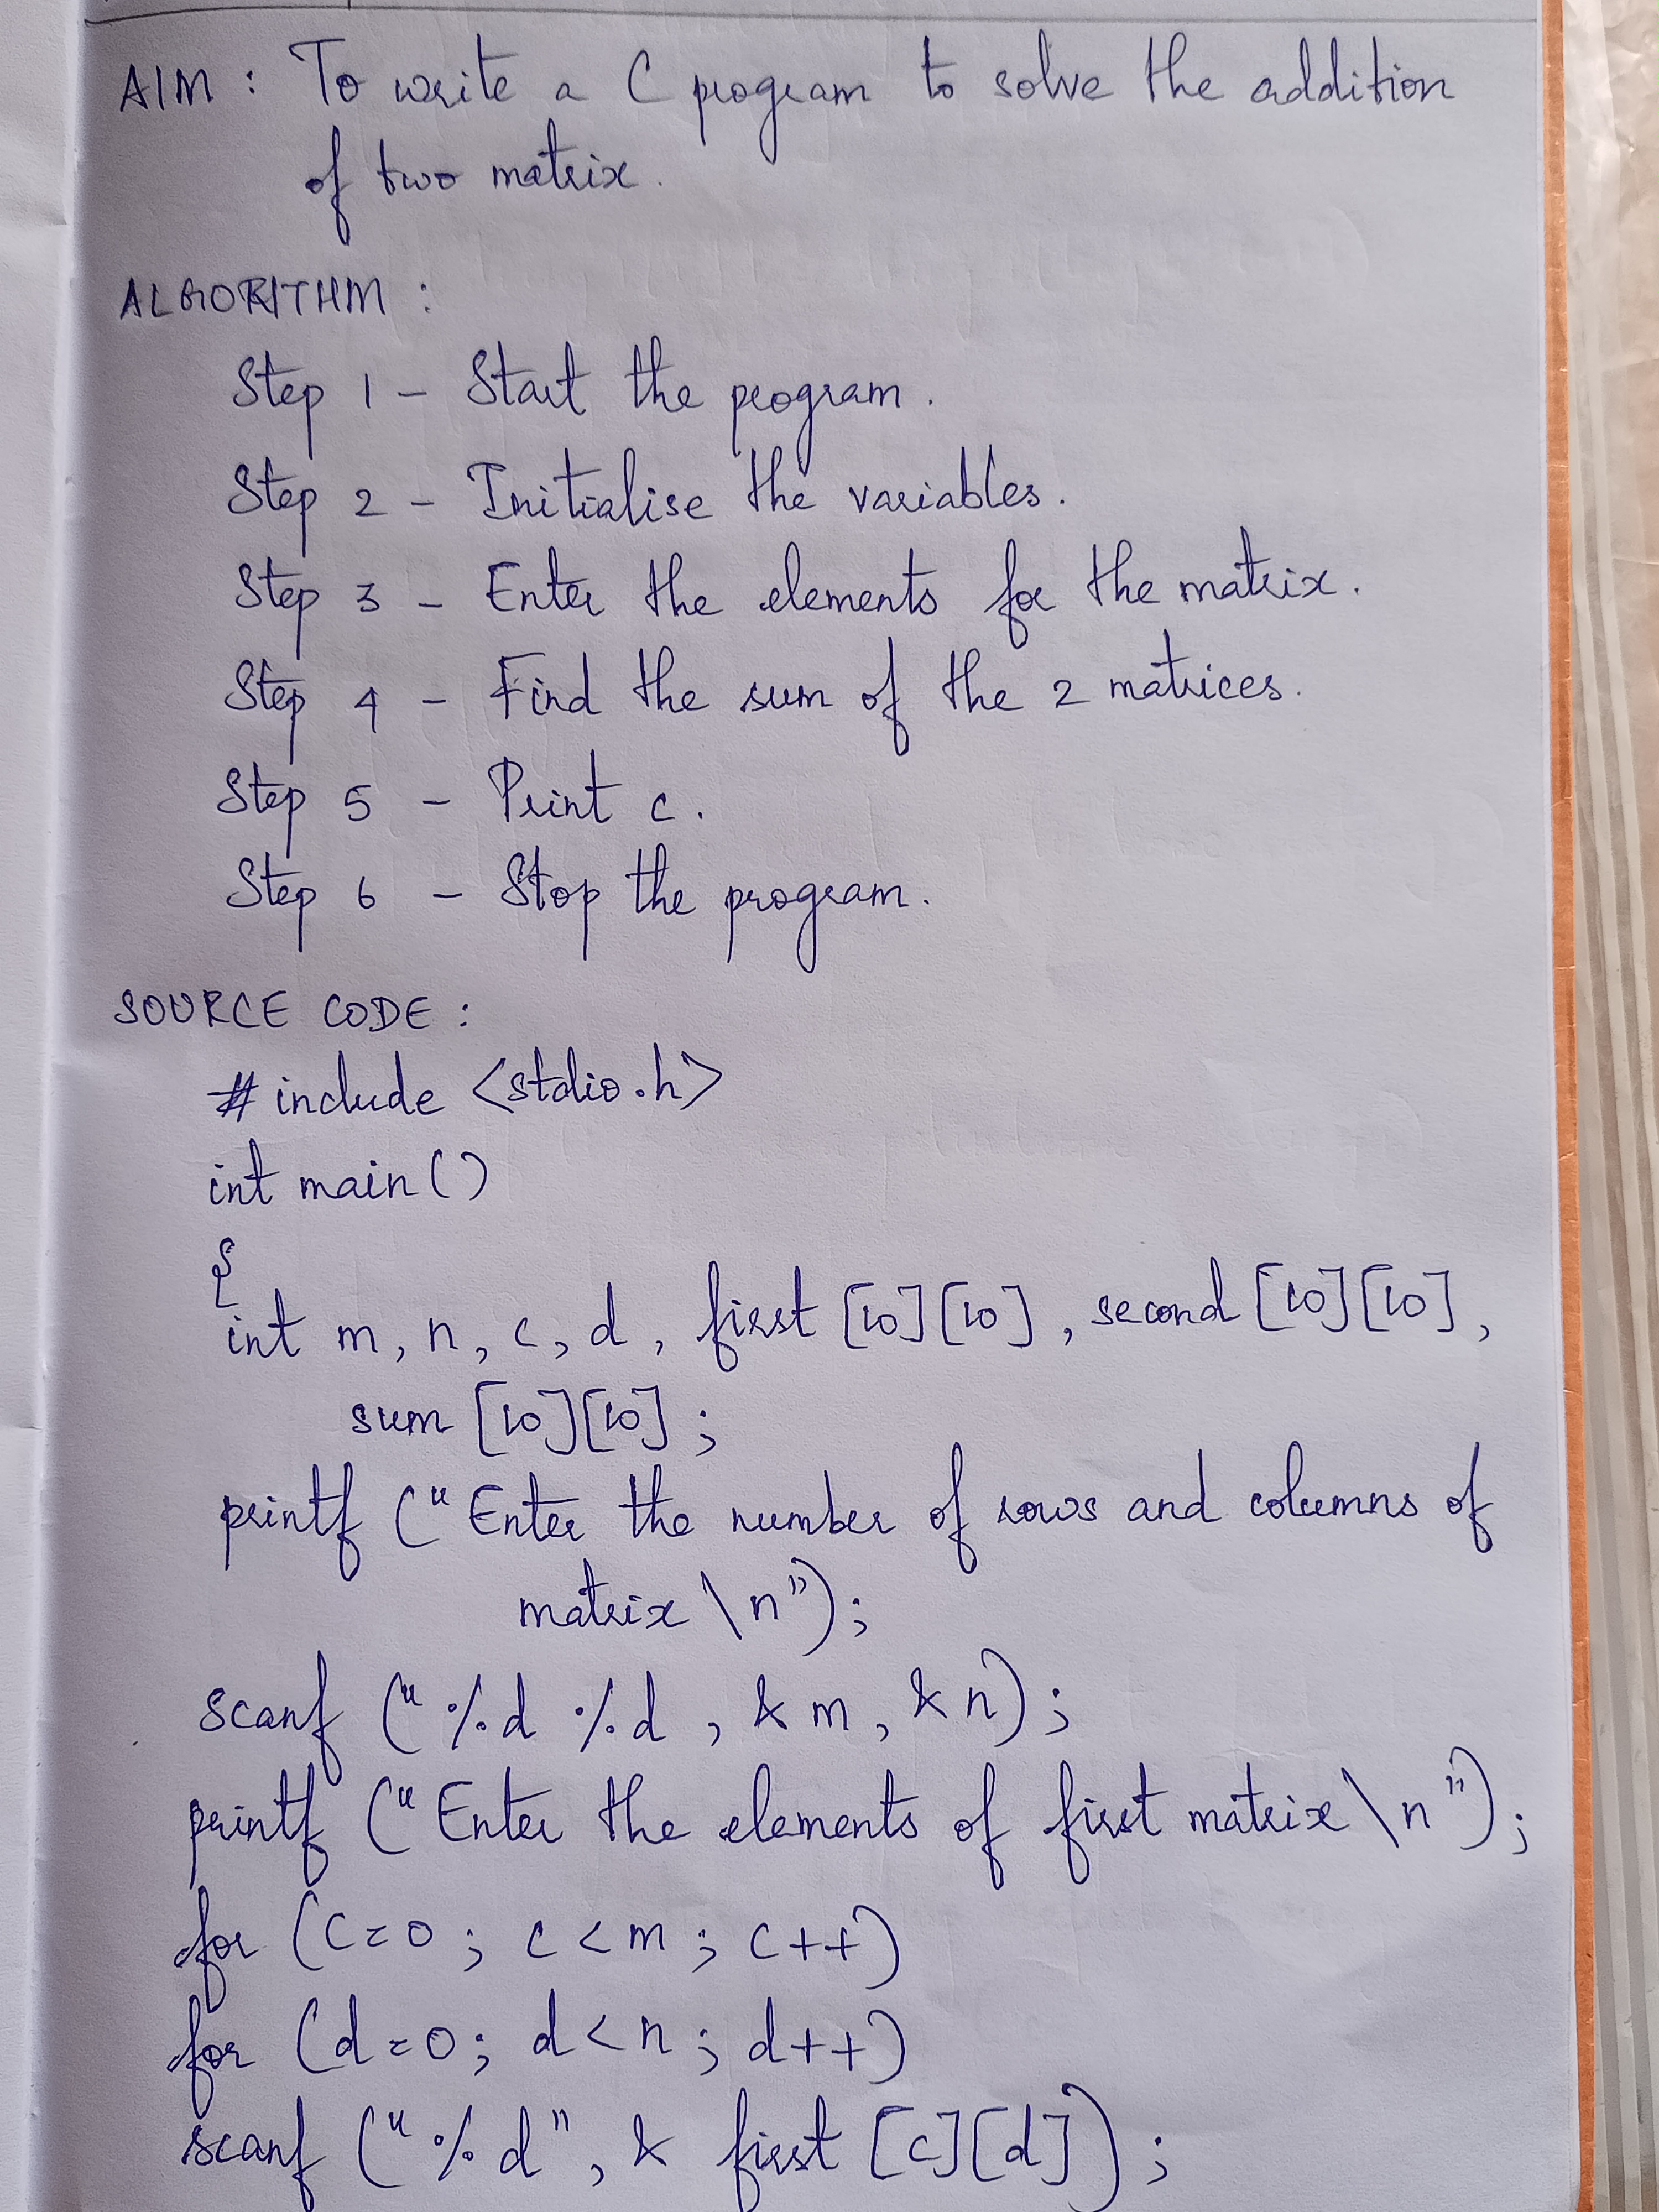 AIM : To write a C program to solve the addition
of two matrix.
ALGORITHM :
Step 1 - Start the program.
Step 2 - Initialise the variables.
Step 3 - Enter the elements for the matrix.
Step 4 - Find the sum of the 2 matrices.
Step 5 - Print c.
Step 6 - Stop the program.
SOURCE CODE :
# include <stdio.h>
int main ()
{
int m, n, c, d, first [10][10], second [10][10],
sum [10][10] ;
printf (" Enter the number of rows and columns of
matrix \n");
scanf (" %d %d , & m, & n) ;
printf (" Enter the elements of first matrix \n") ;
for (c=0 ; c<m ; c++)
for (d=0; d<n ; d++)
scanf (" %d", & first [c][d]) ;